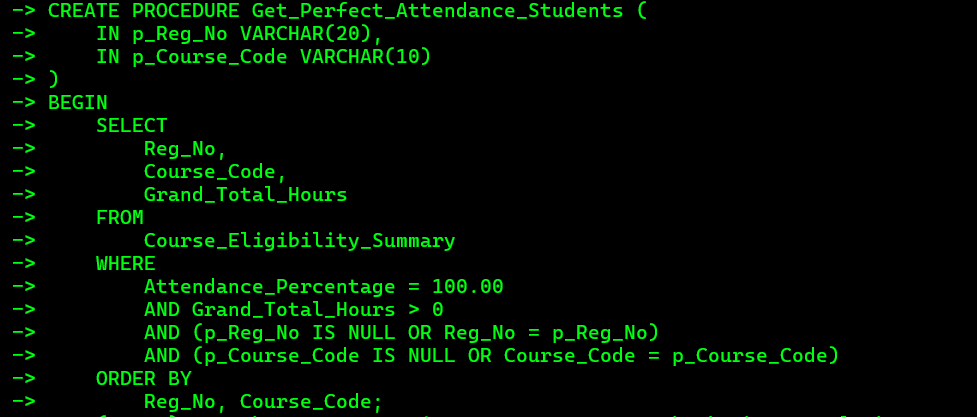 -> CREATE PROCEDURE Get_Perfect_Attendance_Students (
->     IN p_Reg_No VARCHAR(20),
->     IN p_Course_Code VARCHAR(10)
-> )
-> BEGIN
->     SELECT
->         Reg_No,
->         Course_Code,
->         Grand_Total_Hours
->     FROM
->         Course_Eligibility_Summary
->     WHERE
->         Attendance_Percentage = 100.00
->         AND Grand_Total_Hours > 0
->         AND (p_Reg_No IS NULL OR Reg_No = p_Reg_No)
->         AND (p_Course_Code IS NULL OR Course_Code = p_Course_Code)
->     ORDER BY
->         Reg_No, Course_Code;